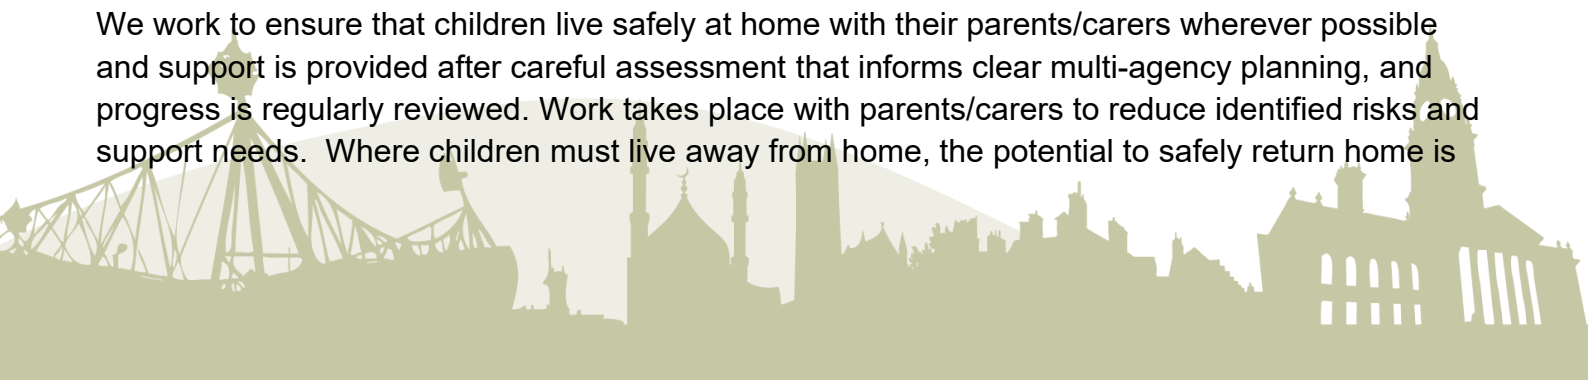 We work to ensure that children live safely at home with their parents/carers wherever possible
and support is provided after careful assessment that informs clear multi-agency planning, and
progress is regularly reviewed. Work takes place with parents/carers to reduce identified risks and
support needs.  Where children must live away from home, the potential to safely return home is